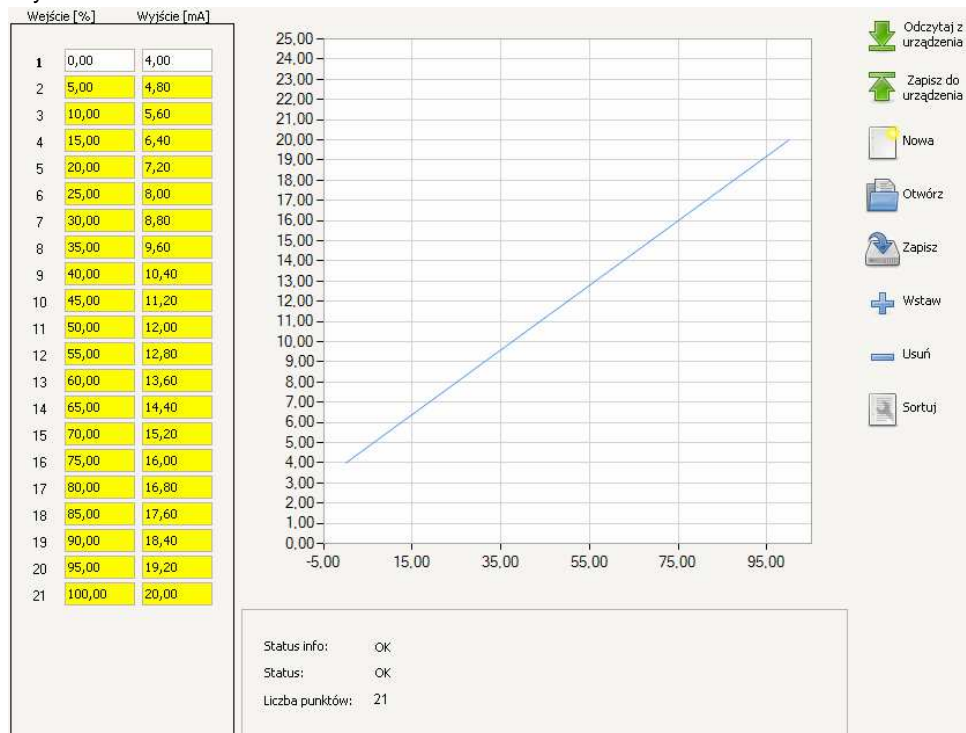 Wejście [%] Wyjście [mA]
1 0,00 4,00
2 5,00 4,80
3 10,00 5,60
4 15,00 6,40
5 20,00 7,20
6 25,00 8,00
7 30,00 8,80
8 35,00 9,60
9 40,00 10,40
10 45,00 11,20
11 50,00 12,00
12 55,00 12,80
13 60,00 13,60
14 65,00 14,40
15 70,00 15,20
16 75,00 16,00
17 80,00 16,80
18 85,00 17,60
19 90,00 18,40
20 95,00 19,20
21 100,00 20,00
25,00
24,00
23,00
22,00
21,00
20,00
19,00
18,00
17,00
16,00
15,00
14,00
13,00
12,00
11,00
10,00
9,00
8,00
7,00
6,00
5,00
4,00
3,00
2,00
1,00
0,00
-5,00 15,00 35,00 55,00 75,00 95,00
Status info: OK
Status: OK
Liczba punktów: 21
Odczytaj z
urządzenia
Zapisz do
urządzenia
Nowa
Otwórz
Zapisz
Wstaw
Usuń
Sortuj